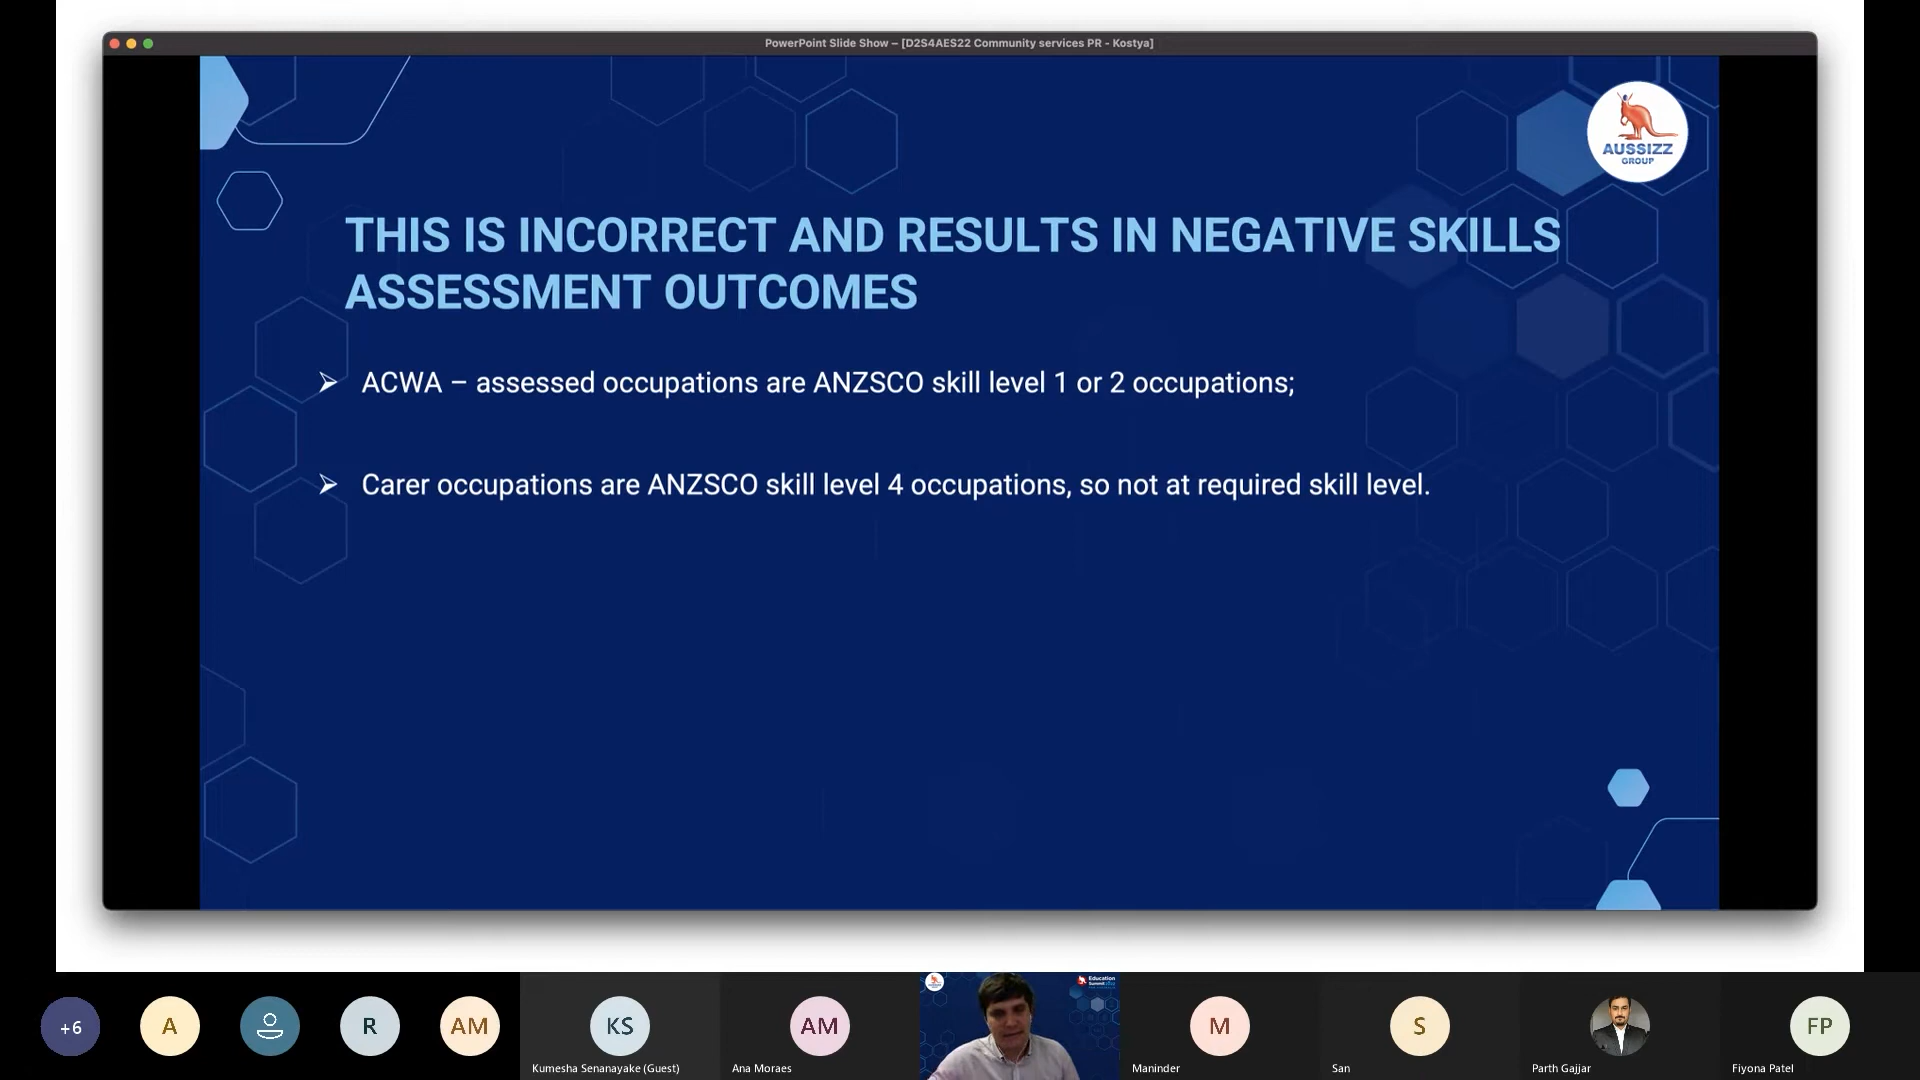 PowerPoint Slide Show – [D2S4AES22 Community services PR - Kostya]
AUSSIZZ
GROUP
THIS IS INCORRECT AND RESULTS IN NEGATIVE SKILLS
ASSESSMENT OUTCOMES
ACWA – assessed occupations are ANZSCO skill level 1 or 2 occupations;
Carer occupations are ANZSCO skill level 4 occupations, so not at required skill level.
+6
A
R
AM
KS
Kumesha Senanayake (Guest)
AM
Ana Moraes
Education
M
Maninder
S
San
Parth Gajjar
FP
Fiyona Patel